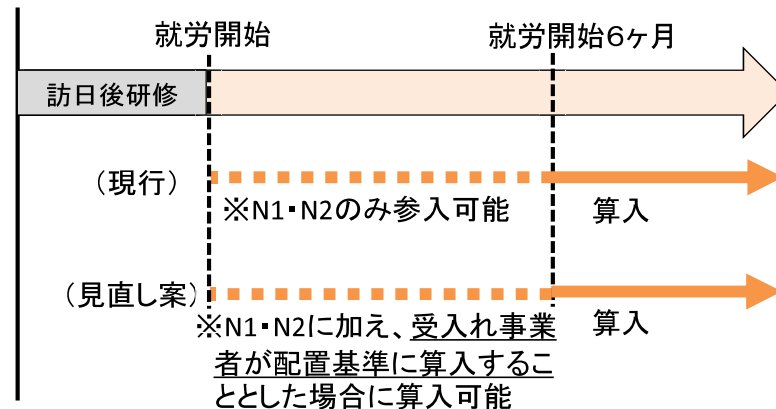 就労開始
就労開始6ヶ月
訪日後研修
（現行）
※N1・N2のみ参入可能
算入
（見直し案）
※N1・N2に加え、受入れ事業
者が配置基準に算入するこ
ととした場合に算入可能
算入